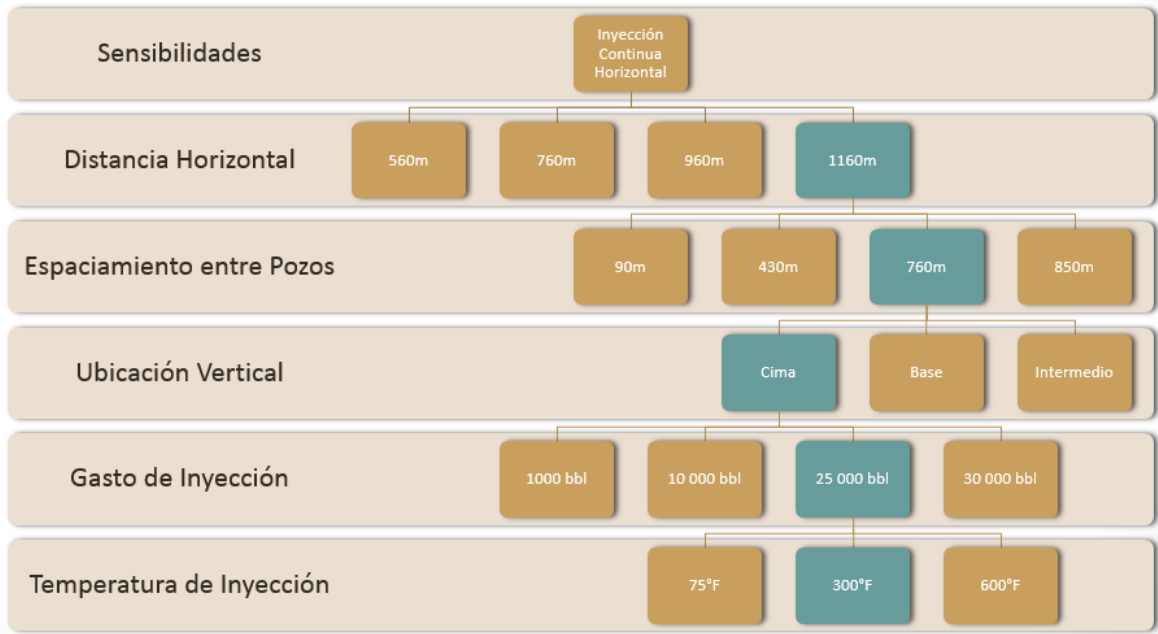 Sensibilidades
Inyección
Continua
Horizontal
Distancia Horizontal
560m
760m
960m
1160m
Espaciamiento entre Pozos
90m
430m
760m
850m
Ubicación Vertical
Cima
Base
Intermedio
Gasto de Inyección
1000 bbl
10 000 bbl
25 000 bbl
30 000 bbl
Temperatura de Inyección
75°F
300°F
600°F